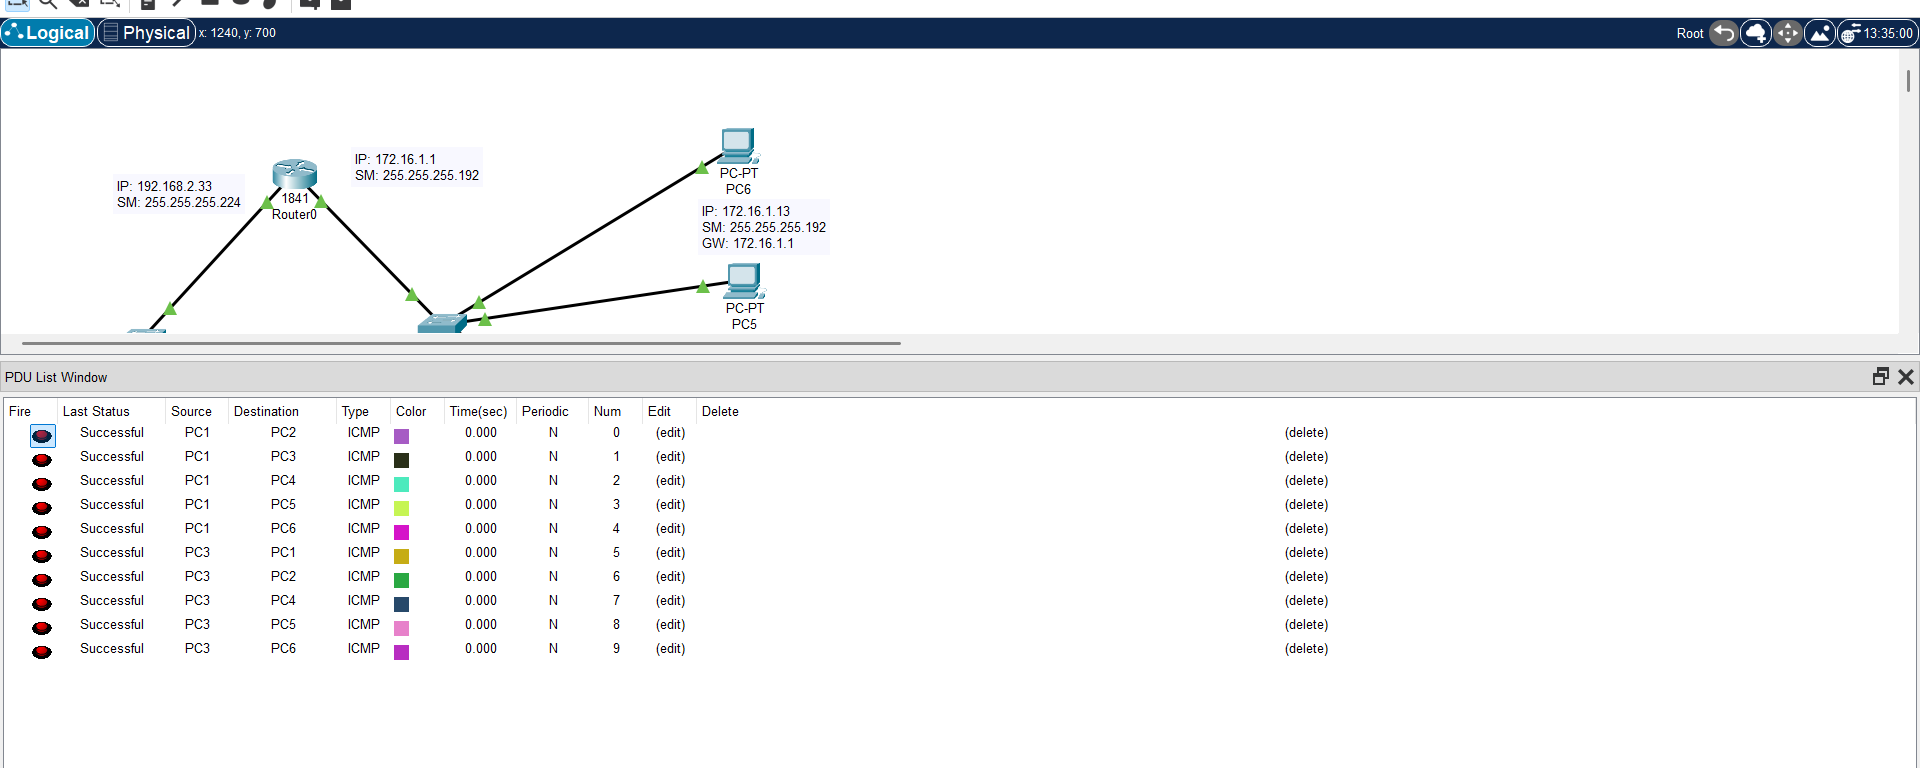 Logical Physical x: 1240, y: 700 Root 13:35:00
IP: 172.16.1.1
SM: 255.255.255.192
IP: 192.168.2.33
SM: 255.255.255.224
1841
Router0
PC-PT
PC6
IP: 172.16.1.13
SM: 255.255.255.192
GW: 172.16.1.1
PC-PT
PC5
PDU List Window
Fire Last Status Source Destination Type Color Time(sec) Periodic Num Edit Delete
Successful PC1 PC2 ICMP 0.000 N 0 (edit) (delete)
Successful PC1 PC3 ICMP 0.000 N 1 (edit) (delete)
Successful PC1 PC4 ICMP 0.000 N 2 (edit) (delete)
Successful PC1 PC5 ICMP 0.000 N 3 (edit) (delete)
Successful PC1 PC6 ICMP 0.000 N 4 (edit) (delete)
Successful PC3 PC1 ICMP 0.000 N 5 (edit) (delete)
Successful PC3 PC2 ICMP 0.000 N 6 (edit) (delete)
Successful PC3 PC4 ICMP 0.000 N 7 (edit) (delete)
Successful PC3 PC5 ICMP 0.000 N 8 (edit) (delete)
Successful PC3 PC6 ICMP 0.000 N 9 (edit) (delete)